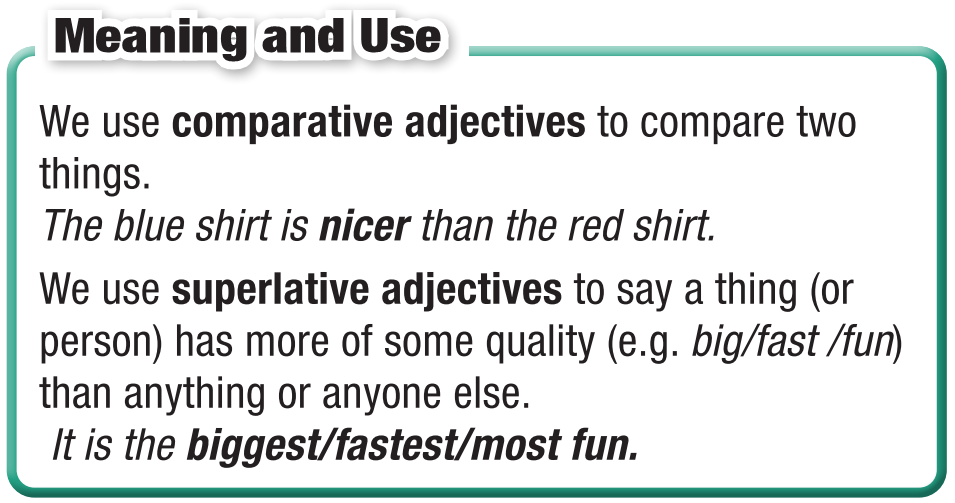 Meaning and Use
We use comparative adjectives to compare two
things.
The blue shirt is nicer than the red shirt.
We use superlative adjectives to say a thing (or
person) has more of some quality (e.g. big/fast /fun)
than anything or anyone else.
It is the biggest/fastest/most fun.